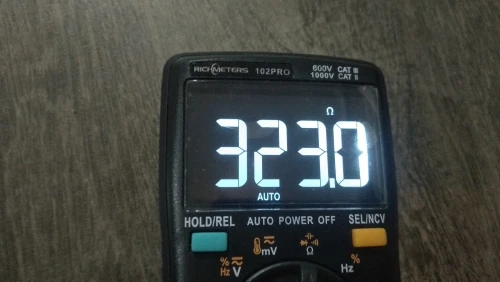 RICHMETERS 102PRO 600V CAT III
1000V CAT II
Ω
323.0
AUTO
HOLD/REL AUTO POWER OFF SEL/NCV
mV Ω
% Hz V Hz %